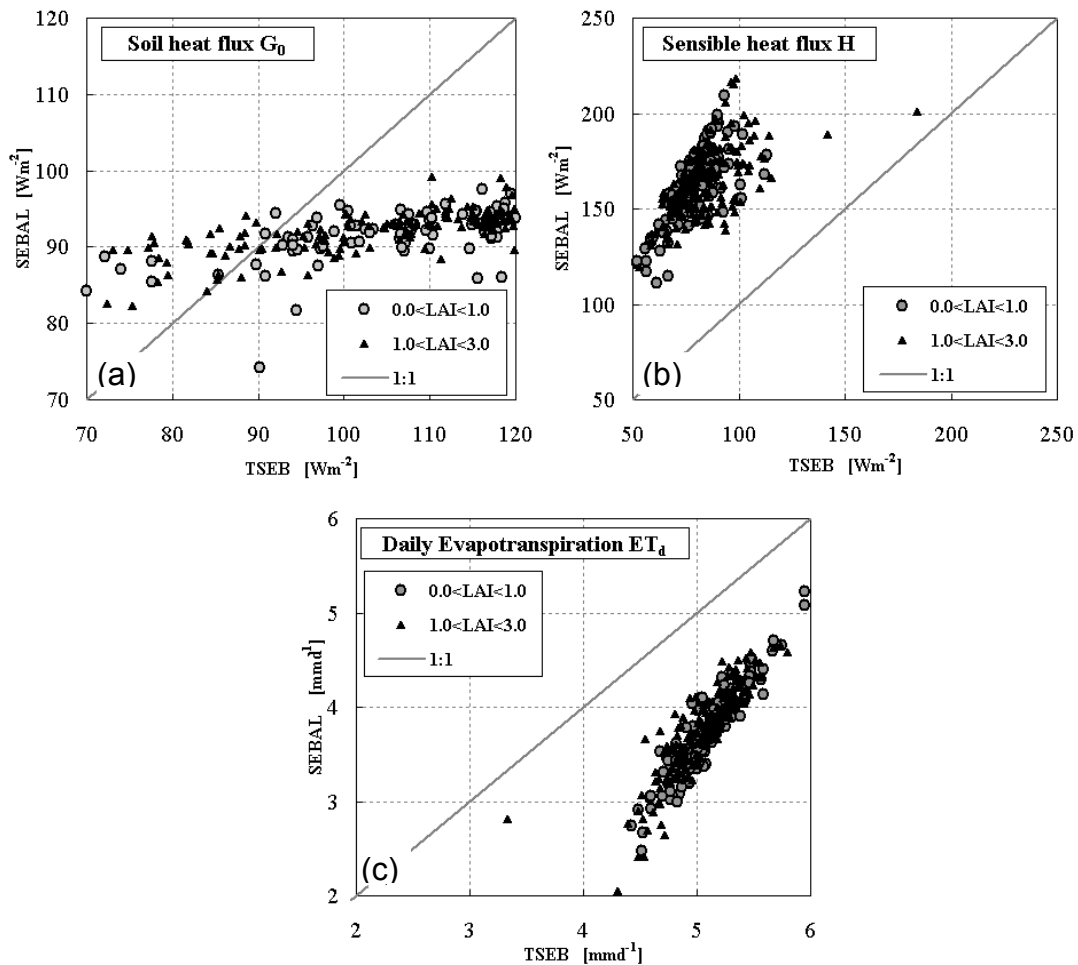 Soil heat flux G₀
120
110
100
90
80
70
SEBAL [Wm⁻²]
0.0<LAI<1.0
1.0<LAI<3.0
1:1
(a)
70 80 90 100 110 120
TSEB [Wm⁻²]
Sensible heat flux H
250
200
150
100
50
SEBAL [Wm⁻²]
0.0<LAI<1.0
1.0<LAI<3.0
1:1
(b)
50 100 150 200 250
TSEB [Wm⁻²]
Daily Evapotranspiration ET_d
6
5
4
3
2
SEBAL [mmd¹]
0.0<LAI<1.0
1.0<LAI<3.0
1:1
(c)
2 3 4 5 6
TSEB [mmd⁻¹]